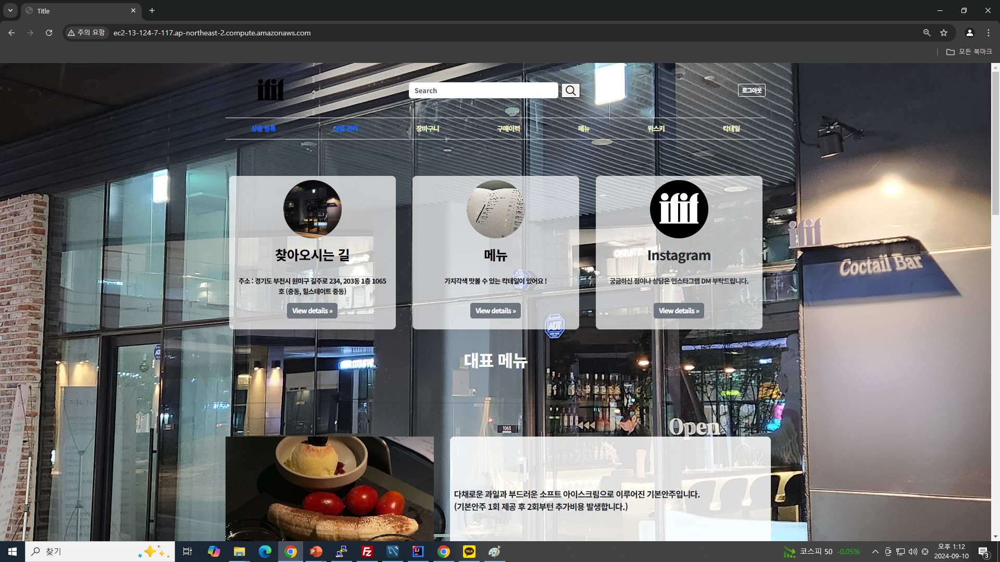 Title
주의 요함
ec2-13-124-7-117.ap-northeast-2.compute.amazonaws.com
모든 북마크
ifif
Search
로그아웃
상품 등록 상품 관리 장바구니 구매이력 메뉴 위스키 칵테일
ifif
찾아오시는 길
주소 : 경기도 부천시 원미구 길주로 234, 203동 1층 1065
호 (중동, 힐스테이트 중동)
View details »
메뉴
가지각색 맛볼 수 있는 칵테일이 있어요 !
View details »
Instagram
궁금하신 점이나 상담은 인스타그램 DM 부탁드립니다.
View details »
ifif
Coctail Bar
ADT
대표 메뉴
1065
Open
다채로운 과일과 부드러운 소프트 아이스크림으로 이루어진 기본안주입니다.
(기본안주 1회 제공 후 2회부턴 추가비용 발생합니다.)
찾기
코스피 50 -0.05%
오후 1:12
2024-09-10
3